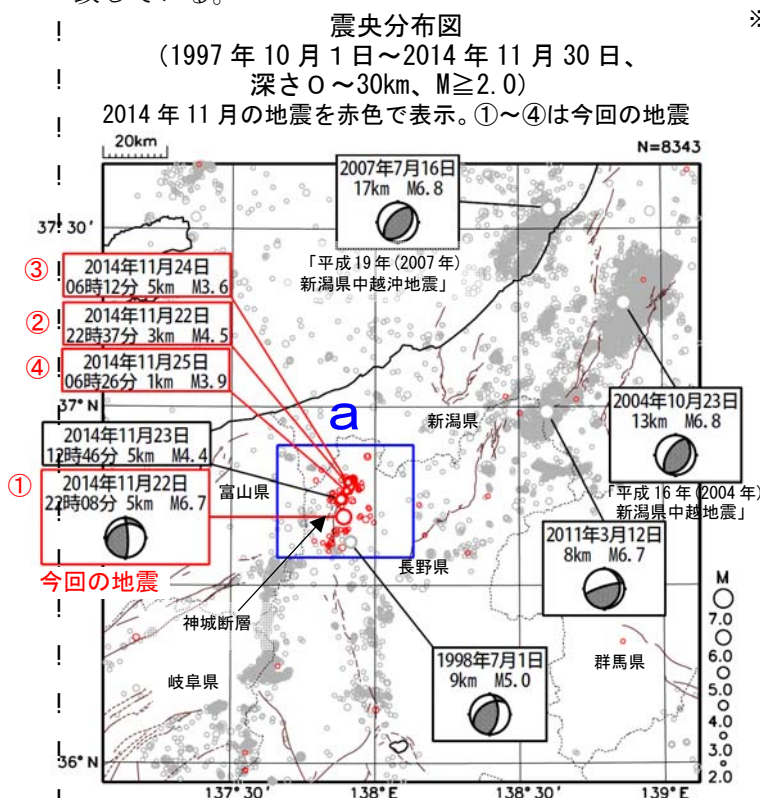 震央分布図
(1997年10月1日～2014年11月30日、
深さ0～30km、M≧2.0)
2014年11月の地震を赤色で表示。①～④は今回の地震
※
20km
N=8343
2007年7月16日
17km M6.8
37°30′
「平成19年(2007年)
新潟県中越沖地震」
③
2014年11月24日
06時12分 5km M3.6
②
2014年11月22日
22時37分 3km M4.5
④
2014年11月25日
06時26分 1km M3.9
37°N
a
新潟県
2004年10月23日
13km M6.8
「平成16年(2004年)
新潟県中越地震」
2014年11月23日
12時46分 5km M4.4
①
2014年11月22日
22時08分 5km M6.7
富山県
今回の地震
2011年3月12日
8km M6.7
長野県
神城断層
M
7.0
6.0
5.0
4.0
3.0
2.0
1998年7月1日
9km M5.0
群馬県
岐阜県
36°N
137°30′
138°E
138°30′
139°E